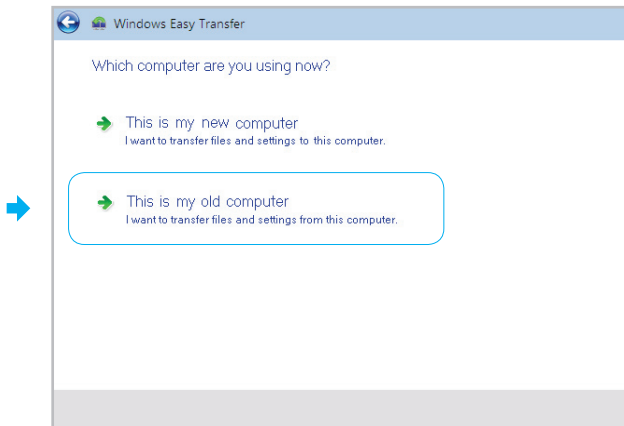 Windows Easy Transfer
Which computer are you using now?
This is my new computer
I want to transfer files and settings to this computer.
This is my old computer
I want to transfer files and settings from this computer.